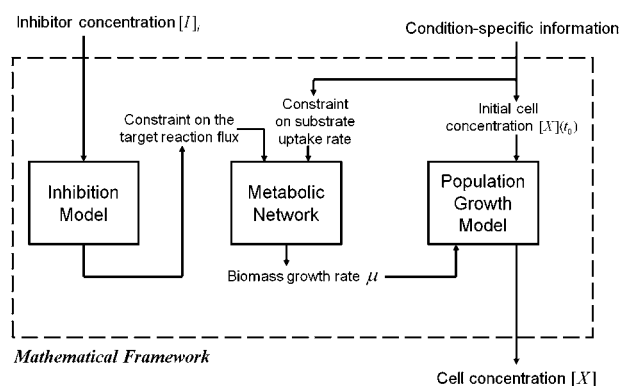 Inhibitor concentration [I]ᵢ
Condition-specific information
Constraint on the
target reaction flux
Constraint
on substrate
uptake rate
Initial cell
concentration [X](t₀)
Inhibition
Model
Metabolic
Network
Population
Growth
Model
Biomass growth rate μ
Mathematical Framework
Cell concentration [X]